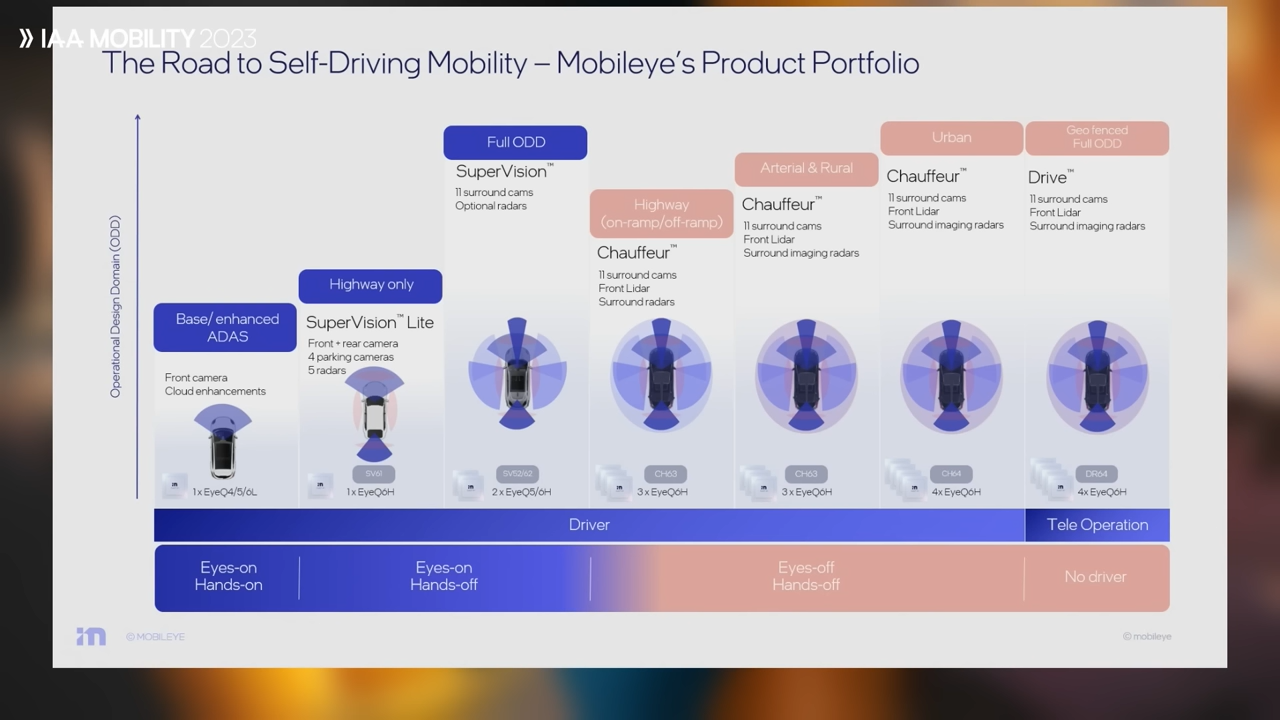 IAA MOBILITY 2023
The Road to Self-Driving Mobility – Mobileye's Product Portfolio
Operational Design Domain (ODD)
Base/ enhanced
ADAS
Front camera
Cloud enhancements
1 x EyeQ4/5/6L
Highway only
SuperVision™ Lite
Front + rear camera
4 parking cameras
5 radars
SV61
1 x EyeQ6H
Full ODD
SuperVision™
11 surround cams
Optional radars
SV52/62
2 x EyeQ5/6H
Highway
(on-ramp/off-ramp)
Chauffeur™
11 surround cams
Front Lidar
Surround radars
CH63
3 x EyeQ6H
Arterial & Rural
Chauffeur™
11 surround cams
Front Lidar
Surround imaging radars
CH63
3 x EyeQ6H
Urban
Chauffeur™
11 surround cams
Front Lidar
Surround imaging radars
CH64
4x EyeQ6H
Geo fenced
Full ODD
Drive™
11 surround cams
Front Lidar
Surround imaging radars
DR64
4x EyeQ6H
Driver
Tele Operation
Eyes-on
Hands-on
Eyes-on
Hands-off
Eyes-off
Hands-off
No driver
© MOBILEYE
© mobileye